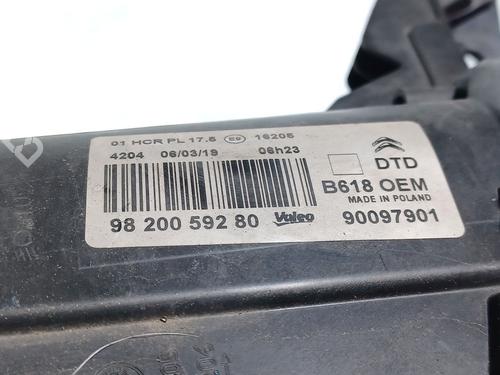 01 HCR PL 17.5 E9 16205
4204 06/03/19 06h23
98 200 592 80 Valeo
DTD
B618 OEM
MADE IN POLAND
90097901